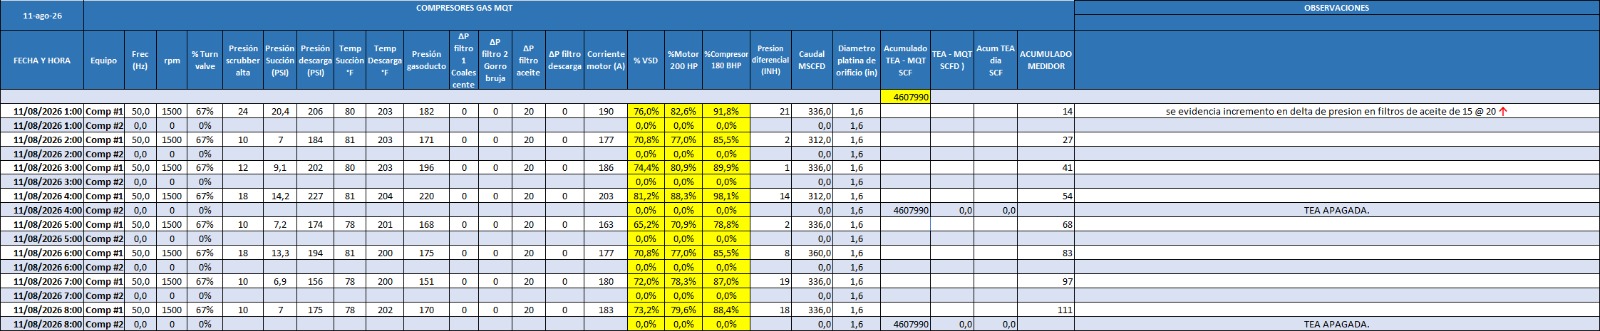 11-ago-26 COMPRESORES GAS MQT OBSERVACIONES
FECHA Y HORA Equipo Frec (Hz) rpm % Turn valve Presión scrubber alta Presión Succión (PSI) Presión descarga (PSI) Temp Succiòn °F Temp Descarga °F Presión gasoducto ΔP filtro 1 Coales cente ΔP filtro 2 Gorro bruja ΔP filtro aceite ΔP filtro descarga Corriente motor (A) % VSD %Motor 200 HP %Compresor 180 BHP Presion diferencial (INH) Caudal MSCFD Diametro platina de orificio (in) Acumulado TEA - MQT SCF TEA - MQT SCFD ) Acum TEA dia SCF ACUMULADO MEDIDOR
4607990
11/08/2026 1:00 Comp #1 50,0 1500 67% 24 20,4 206 80 203 182 0 0 20 0 190 76,0% 82,6% 91,8% 21 336,0 1,6 14 se evidencia incremento en delta de presion en filtros de aceite de 15 @ 20 ↑
11/08/2026 1:00 Comp #2 0,0 0 0% 0,0% 0,0% 0,0% 0,0 1,6
11/08/2026 2:00 Comp #1 50,0 1500 67% 10 7 184 81 203 171 0 0 20 0 177 70,8% 77,0% 85,5% 2 312,0 1,6 27
11/08/2026 2:00 Comp #2 0,0 0 0% 0,0% 0,0% 0,0% 0,0 1,6
11/08/2026 3:00 Comp #1 50,0 1500 67% 12 9,1 202 80 203 196 0 0 20 0 186 74,4% 80,9% 89,9% 1 336,0 1,6 41
11/08/2026 3:00 Comp #2 0,0 0 0% 0,0% 0,0% 0,0% 0,0 1,6
11/08/2026 4:00 Comp #1 50,0 1500 67% 18 14,2 227 81 204 220 0 0 20 0 203 81,2% 88,3% 98,1% 14 312,0 1,6 54
11/08/2026 4:00 Comp #2 0,0 0 0% 0,0% 0,0% 0,0% 0,0 1,6 4607990 0,0 0,0 TEA APAGADA.
11/08/2026 5:00 Comp #1 50,0 1500 67% 10 7,2 174 78 201 168 0 0 20 0 163 65,2% 70,9% 78,8% 2 336,0 1,6 68
11/08/2026 5:00 Comp #2 0,0 0 0% 0,0% 0,0% 0,0% 0,0 1,6
11/08/2026 6:00 Comp #1 50,0 1500 67% 18 13,3 194 81 200 175 0 0 20 0 177 70,8% 77,0% 85,5% 8 360,0 1,6 83
11/08/2026 6:00 Comp #2 0,0 0 0% 0,0% 0,0% 0,0% 0,0 1,6
11/08/2026 7:00 Comp #1 50,0 1500 67% 10 6,9 156 78 200 151 0 0 20 0 180 72,0% 78,3% 87,0% 19 336,0 1,6 97
11/08/2026 7:00 Comp #2 0,0 0 0% 0,0% 0,0% 0,0% 0,0 1,6
11/08/2026 8:00 Comp #1 50,0 1500 67% 10 7 175 78 202 170 0 0 20 0 183 73,2% 79,6% 88,4% 18 336,0 1,6 111
11/08/2026 8:00 Comp #2 0,0 0 0% 0,0% 0,0% 0,0% 0,0 1,6 4607990 0,0 0,0 TEA APAGADA.